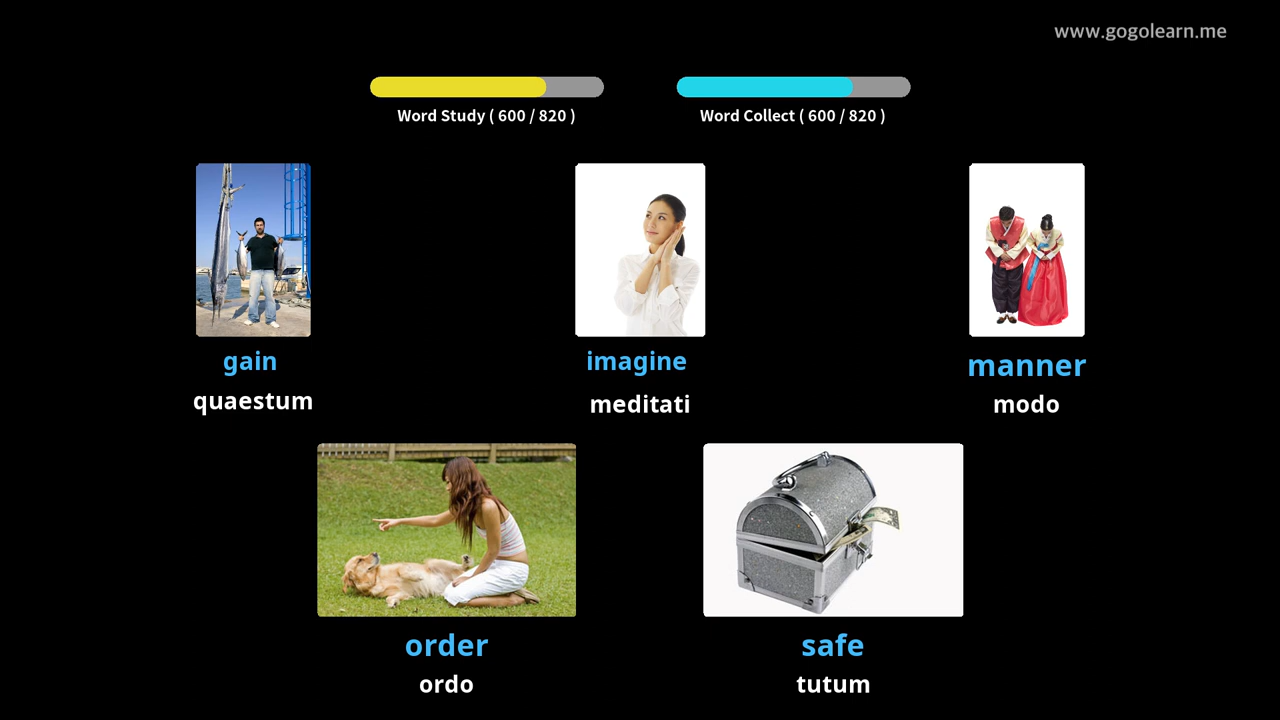 www.gogolearn.me
Word Study ( 600 / 820 )
Word Collect ( 600 / 820 )
gain
quaestum
imagine
meditati
manner
modo
order
ordo
safe
tutum